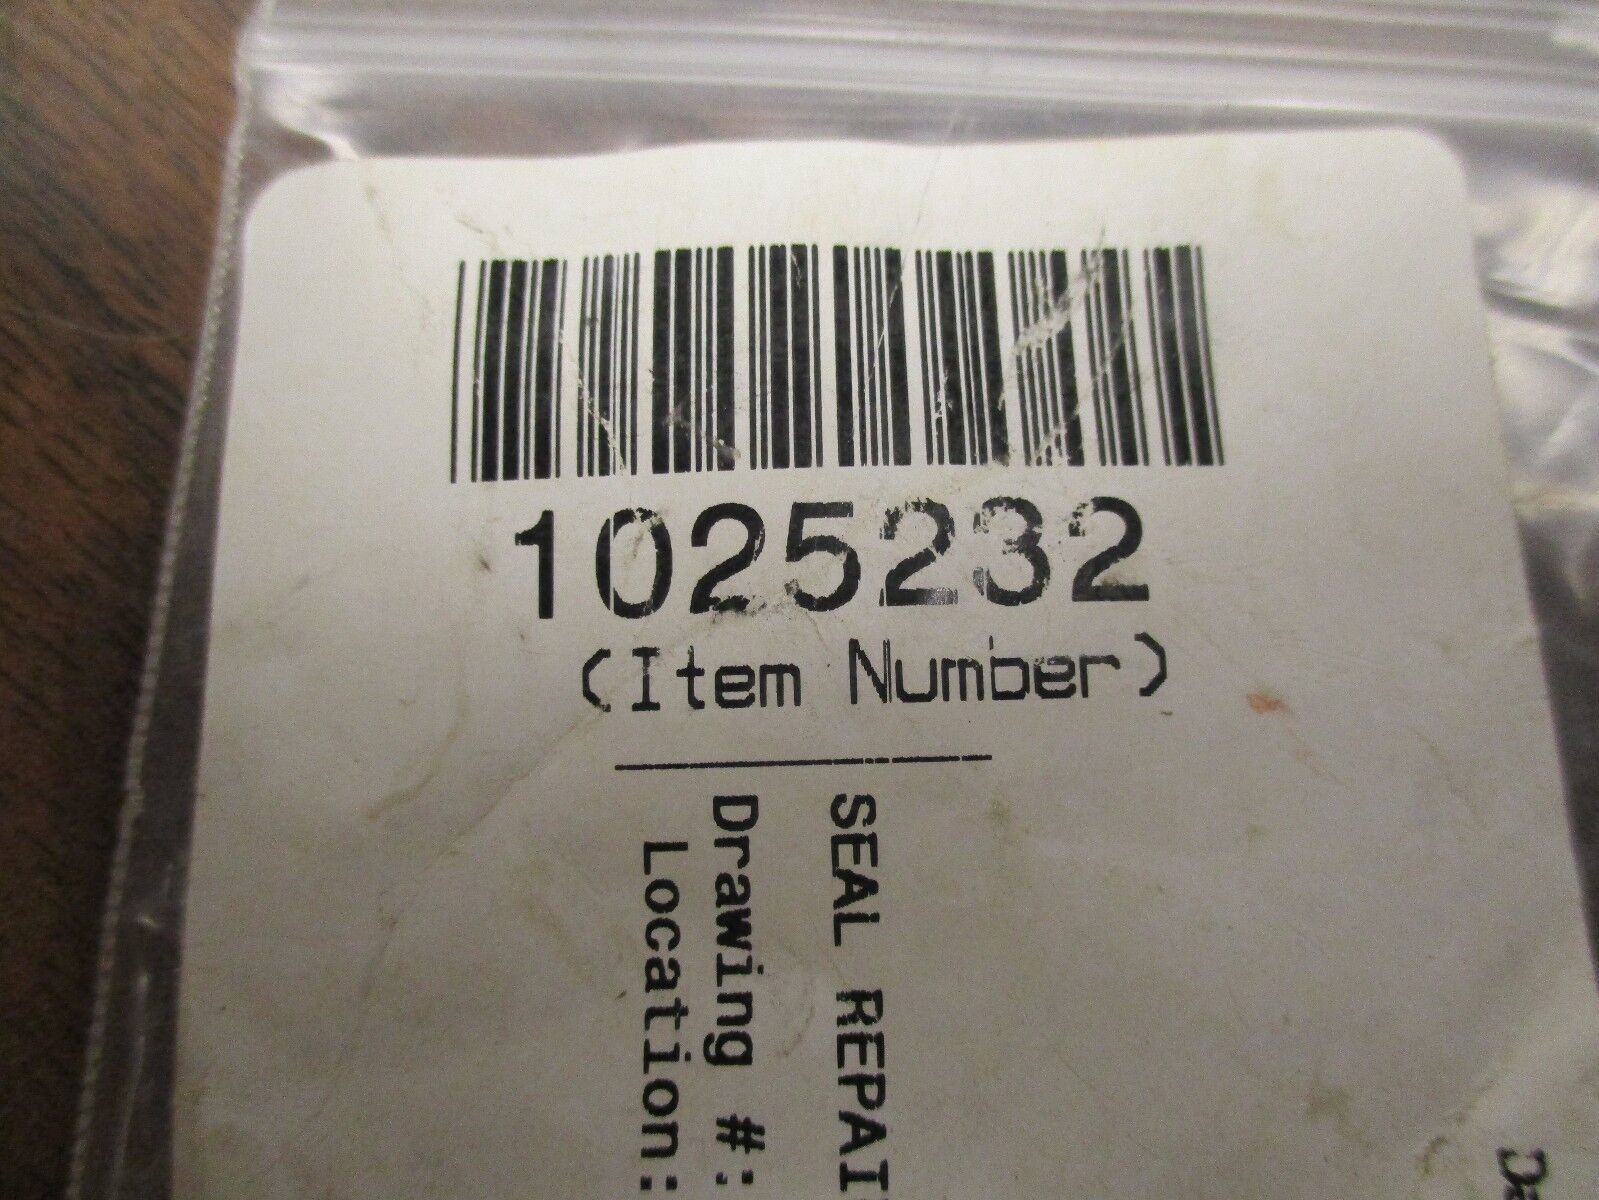 1025232
(Item Number)
SEAL REPAI
Drawing #:
Location: